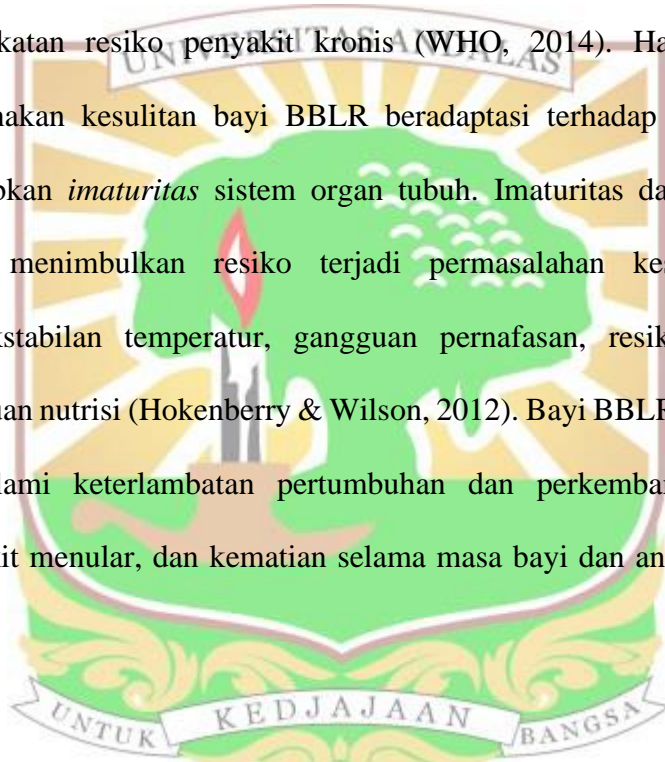 katan resiko penyakit kronis (WHO, 2014). Ha
UNIVERSITAS ANDALAS
akan kesulitan bayi BBLR beradaptasi terhadap
pkan imaturitas sistem organ tubuh. Imaturitas da
menimbulkan resiko terjadi permasalahan kes
stabilan temperatur, gangguan pernafasan, resik
uan nutrisi (Hokenberry & Wilson, 2012). Bayi BBLR
lami keterlambatan pertumbuhan dan perkemba
it menular, dan kematian selama masa bayi dan an
UNTUK KEDJAJAAN BANGSA